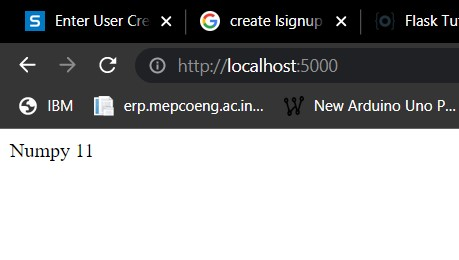 Enter User Cre
create lsignup
Flask Tu
http://localhost:5000
IBM
erp.mepcoeng.ac.in...
New Arduino Uno P...
Numpy 11